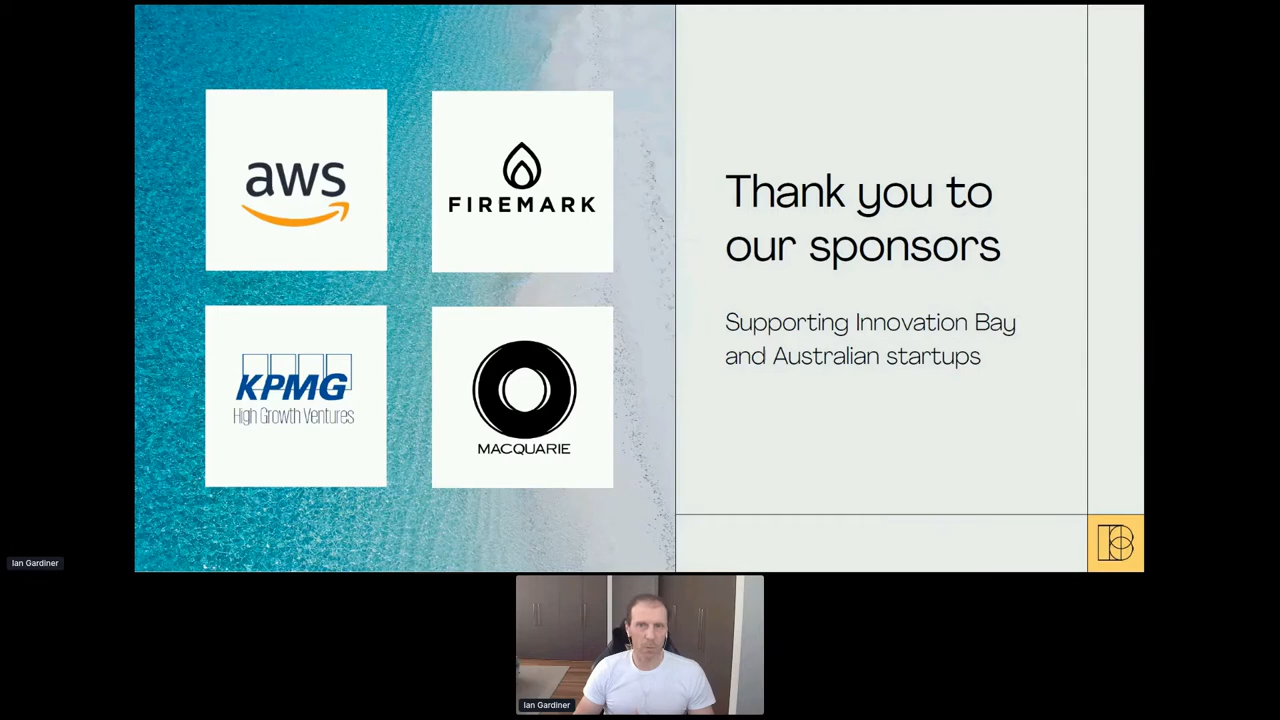 aws
FIREMARK
KPMG
High Growth Ventures
MACQUARIE
Thank you to
our sponsors
Supporting Innovation Bay
and Australian startups
Ian Gardiner
Ian Gardiner